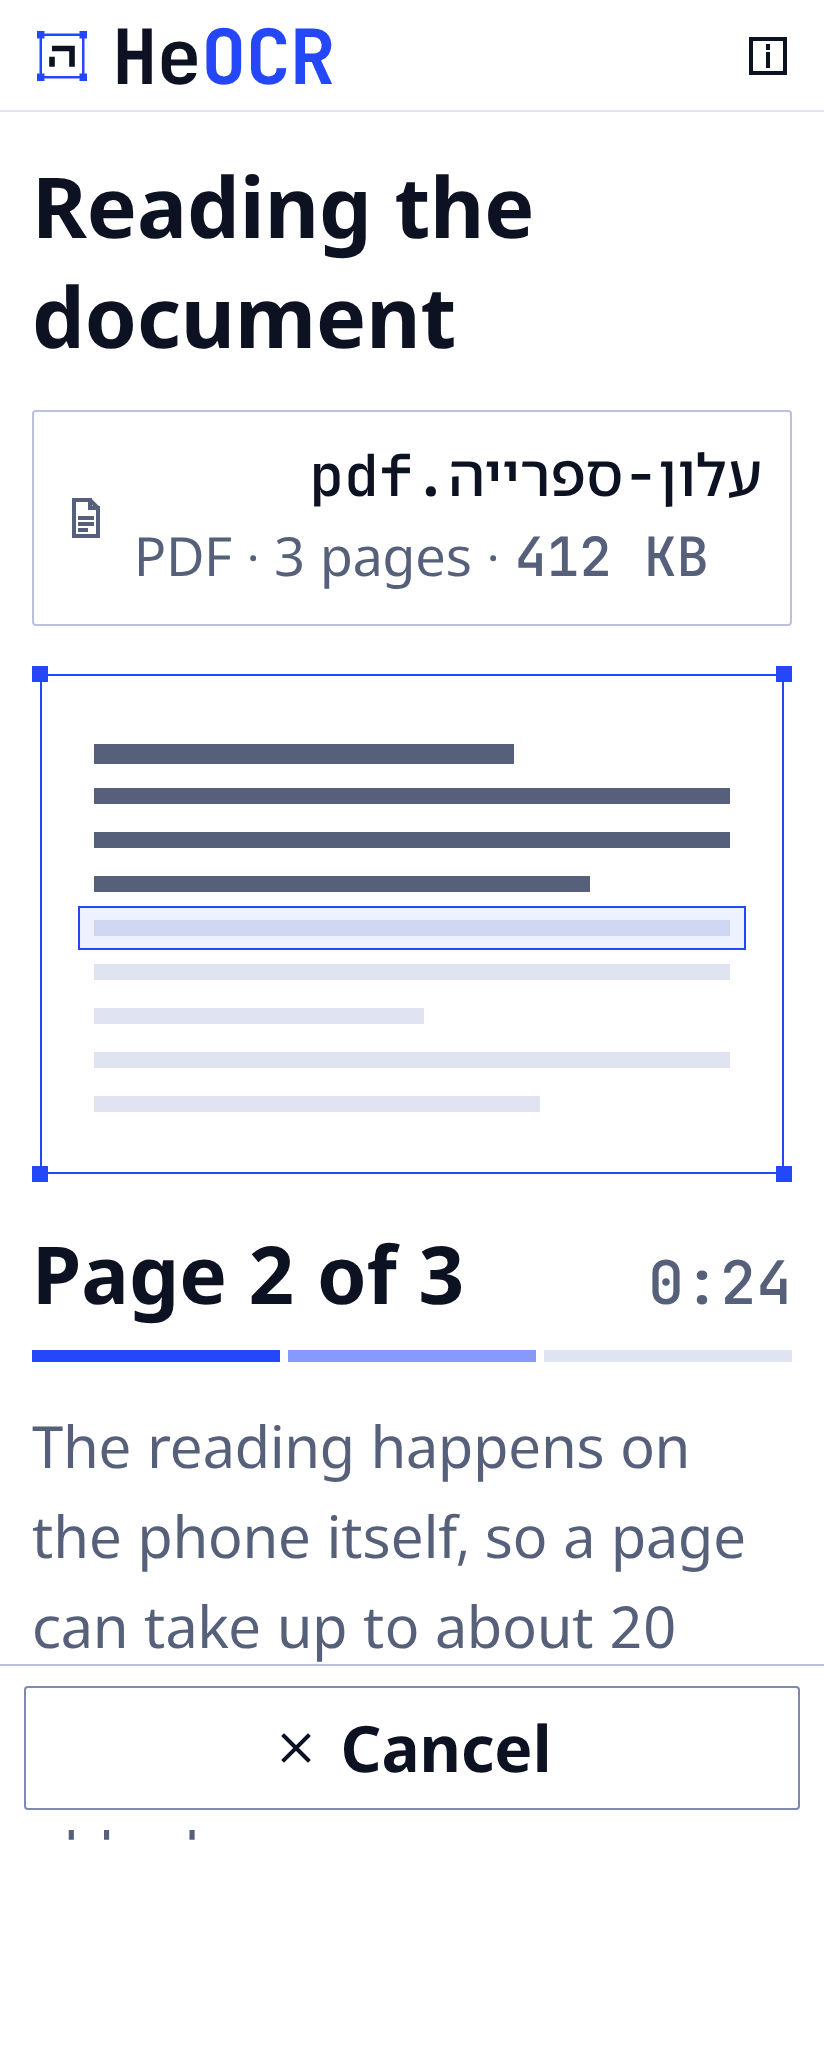 HeOCR
Reading the
document
עלון-ספרייה.pdf
PDF · 3 pages · 412 KB
Page 2 of 3
0:24
The reading happens on
the phone itself, so a page
can take up to about 20
Cancel